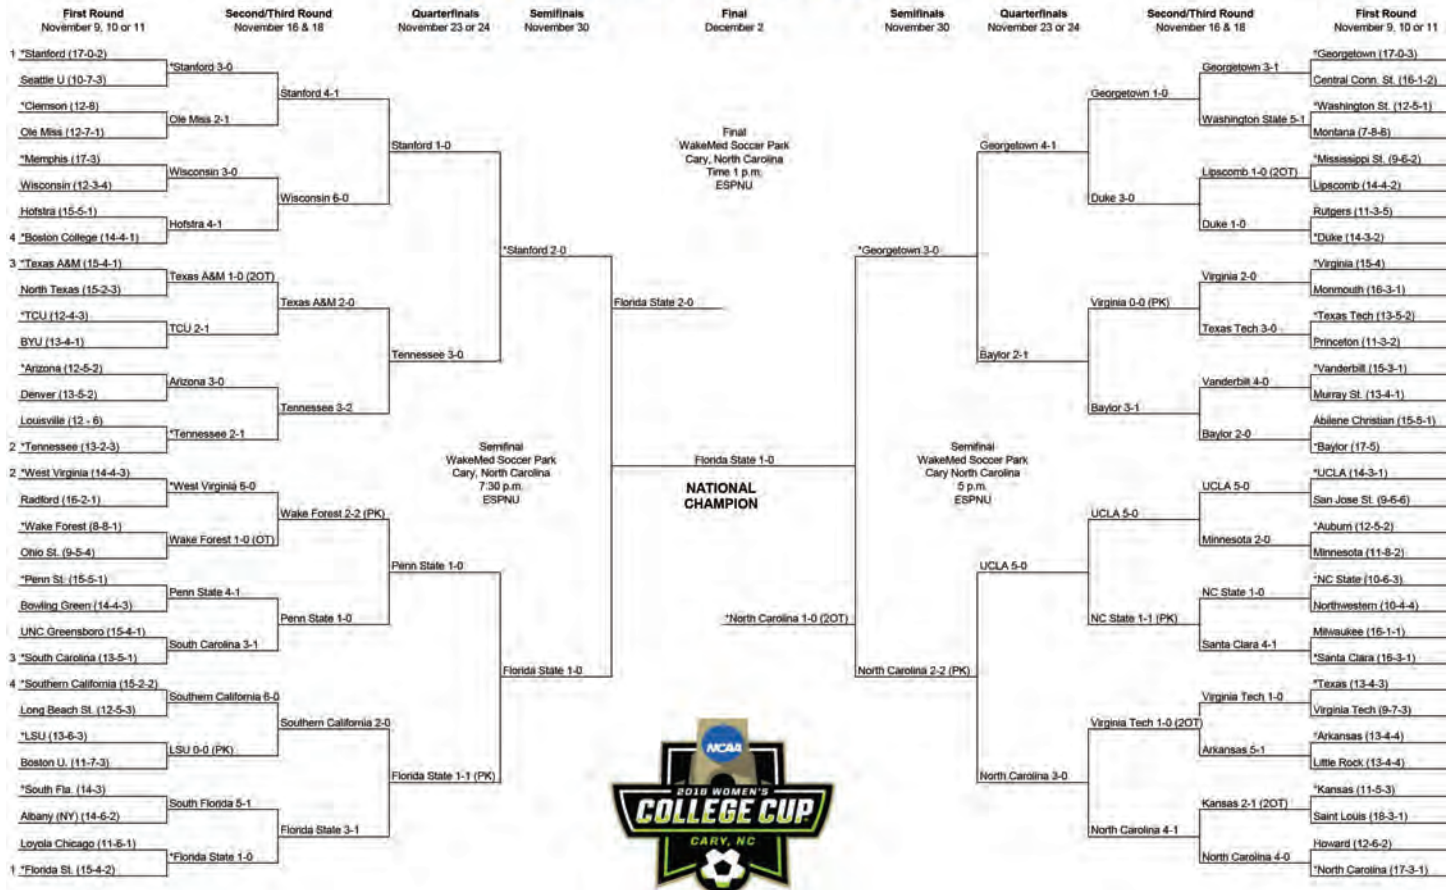 First Round
November 9, 10 or 11
Second/Third Round
November 16 & 18
Quarterfinals
November 23 or 24
Semifinals
November 30
Final
December 2
Semifinals
November 30
Quarterfinals
November 23 or 24
Second/Third Round
November 16 & 18
First Round
November 9, 10 or 11
1 *Stanford (17-0-2)
Seattle U (10-7-3)
*Clemson (12-8)
Ole Miss (12-7-1)
*Memphis (17-3)
Wisconsin (12-3-4)
Hofstra (15-5-1)
4 *Boston College (14-4-1)
3 *Texas A&M (15-4-1)
North Texas (15-2-3)
*TCU (12-4-3)
BYU (13-4-1)
*Arizona (12-5-2)
Denver (13-5-2)
Louisville (12 - 6)
2 *Tennessee (13-2-3)
2 *West Virginia (14-4-3)
Radford (16-2-1)
*Wake Forest (8-8-1)
Ohio St. (9-5-4)
*Penn St. (15-5-1)
Bowling Green (14-4-3)
UNC Greensboro (15-4-1)
3 *South Carolina (13-5-1)
4 *Southern California (15-2-2)
Long Beach St. (12-5-3)
*LSU (13-6-3)
Boston U. (11-7-3)
*South Fla. (14-3)
Albany (NY) (14-6-2)
Loyola Chicago (11-6-1)
1 *Florida St. (15-4-2)
*Stanford 3-0
Ole Miss 2-1
Wisconsin 3-0
Hofstra 4-1
Texas A&M 1-0 (2OT)
TCU 2-1
Arizona 3-0
*Tennessee 2-1
*West Virginia 6-0
Wake Forest 1-0 (OT)
Penn State 4-1
South Carolina 3-1
Southern California 6-0
LSU 0-0 (PK)
South Florida 5-1
*Florida State 1-0
Stanford 4-1
Wisconsin 6-0
Texas A&M 2-0
Tennessee 3-2
Wake Forest 2-2 (PK)
Penn State 1-0
Southern California 2-0
Florida State 3-1
Stanford 1-0
Tennessee 3-0
Penn State 1-0
Florida State 1-1 (PK)
*Stanford 2-0
Florida State 1-0
Semifinal
WakeMed Soccer Park
Cary, North Carolina
7:30 p.m.
ESPNU
Florida State 2-0
Final
WakeMed Soccer Park
Cary, North Carolina
Time 1 p.m.
ESPNU
Florida State 1-0
NATIONAL
CHAMPION
*North Carolina 1-0 (2OT)
NCAA
2018 WOMEN'S
COLLEGE CUP
CARY, NC
*Georgetown 3-0
North Carolina 2-2 (PK)
Semifinal
WakeMed Soccer Park
Cary North Carolina
5 p.m.
ESPNU
Georgetown 4-1
Baylor 2-1
UCLA 5-0
North Carolina 3-0
Georgetown 1-0
Duke 3-0
Virginia 0-0 (PK)
Baylor 3-1
UCLA 5-0
NC State 1-1 (PK)
Virginia Tech 1-0 (2OT)
North Carolina 4-1
Georgetown 3-1
Washington State 5-1
Lipscomb 1-0 (2OT)
Duke 1-0
Virginia 2-0
Texas Tech 3-0
Vanderbilt 4-0
Baylor 2-0
UCLA 5-0
Minnesota 2-0
NC State 1-0
Santa Clara 4-1
Virginia Tech 1-0
Arkansas 5-1
Kansas 2-1 (2OT)
North Carolina 4-0
*Georgetown (17-0-3)
Central Conn. St. (16-1-2)
*Washington St. (12-5-1)
Montana (7-8-6)
*Mississippi St. (9-6-2)
Lipscomb (14-4-2)
Rutgers (11-3-5)
*Duke (14-3-2)
*Virginia (15-4)
Monmouth (16-3-1)
*Texas Tech (13-5-2)
Princeton (11-3-2)
*Vanderbilt (15-3-1)
Murray St. (13-4-1)
Abilene Christian (15-5-1)
*Baylor (17-5)
*UCLA (14-3-1)
San Jose St. (9-6-6)
*Auburn (12-5-2)
Minnesota (11-8-2)
*NC State (10-6-3)
Northwestern (10-4-4)
Milwaukee (16-1-1)
*Santa Clara (16-3-1)
*Texas (13-4-3)
Virginia Tech (9-7-3)
*Arkansas (13-4-4)
Little Rock (13-4-4)
*Kansas (11-5-3)
Saint Louis (18-3-1)
Howard (12-6-2)
*North Carolina (17-3-1)